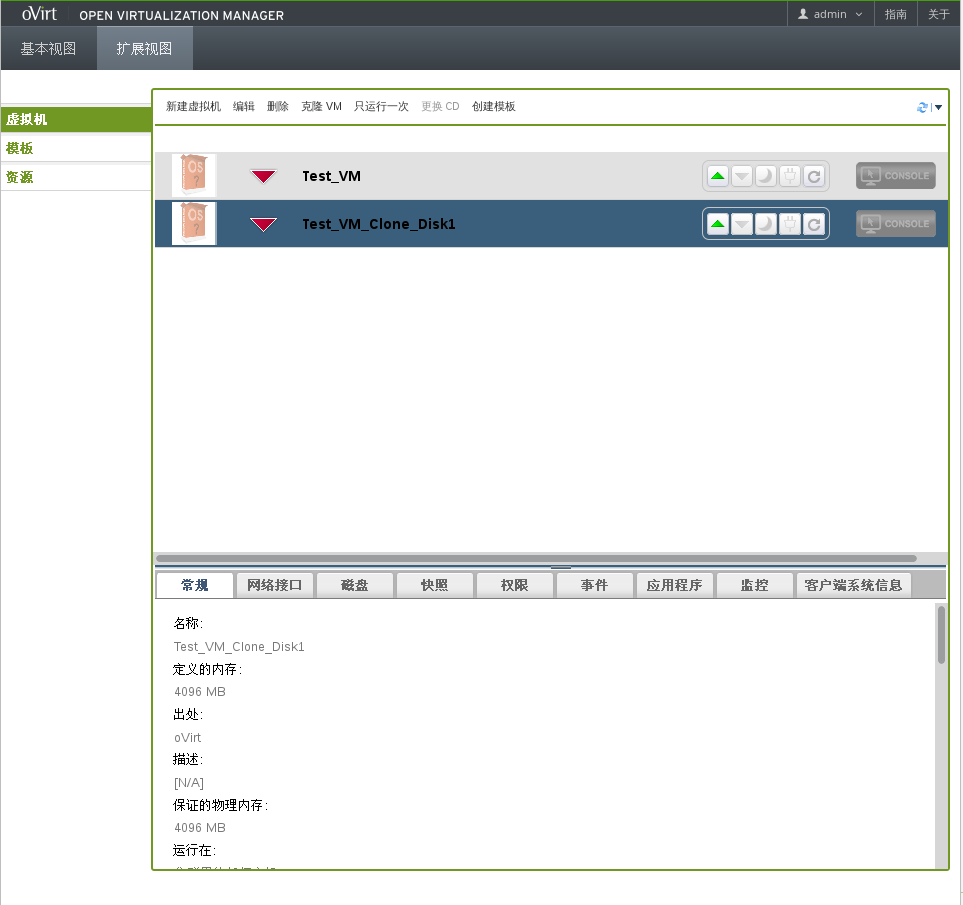 oVirt OPEN VIRTUALIZATION MANAGER admin 指南 关于
基本视图 扩展视图
新建虚拟机 编辑 删除 克隆 VM 只运行一次 更换 CD 创建模板
虚拟机
模板
资源
OS ? Test_VM CONSOLE
OS ? Test_VM_Clone_Disk1 CONSOLE
常规 网络接口 磁盘 快照 权限 事件 应用程序 监控 客户端系统信息
名称:
Test_VM_Clone_Disk1
定义的内存:
4096 MB
出处:
oVirt
描述:
[N/A]
保证的物理内存:
4096 MB
运行在: